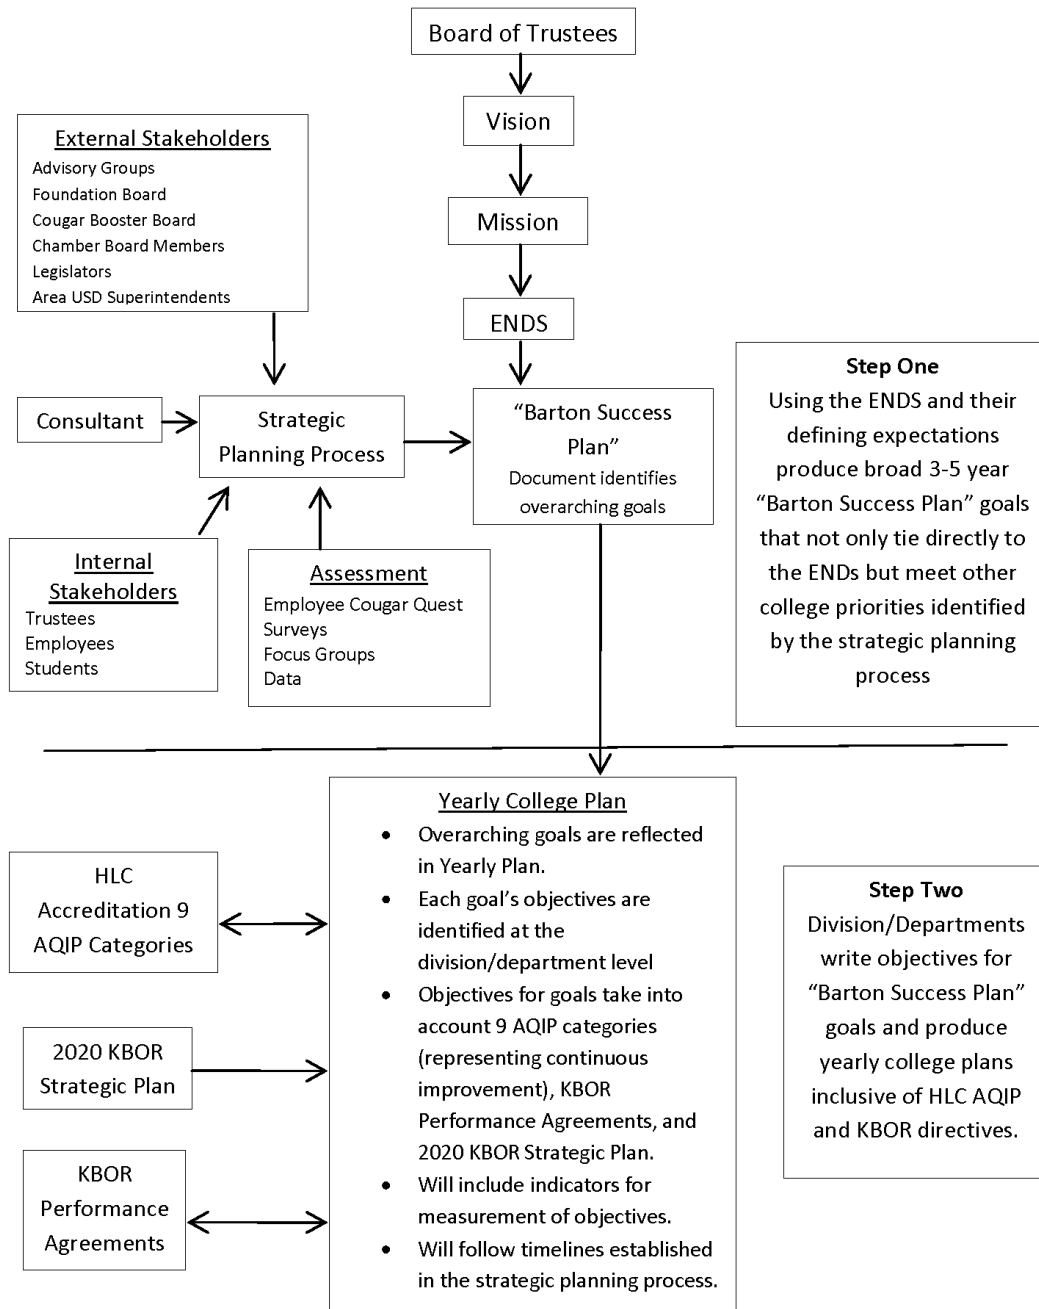 Board of Trustees
Vision
Mission
ENDS
External Stakeholders
Advisory Groups
Foundation Board
Cougar Booster Board
Chamber Board Members
Legislators
Area USD Superintendents
Consultant
Strategic
Planning Process
“Barton Success
Plan”
Document identifies
overarching goals
Internal
Stakeholders
Trustees
Employees
Students
Assessment
Employee Cougar Quest
Surveys
Focus Groups
Data
Step One
Using the ENDS and their
defining expectations
produce broad 3-5 year
“Barton Success Plan” goals
that not only tie directly to
the ENDs but meet other
college priorities identified
by the strategic planning
process
HLC
Accreditation 9
AQIP Categories
2020 KBOR
Strategic Plan
KBOR
Performance
Agreements
Yearly College Plan
• Overarching goals are reflected
in Yearly Plan.
• Each goal’s objectives are
identified at the
division/department level
• Objectives for goals take into
account 9 AQIP categories
(representing continuous
improvement), KBOR
Performance Agreements, and
2020 KBOR Strategic Plan.
• Will include indicators for
measurement of objectives.
• Will follow timelines established
in the strategic planning process.
Step Two
Division/Departments
write objectives for
“Barton Success Plan”
goals and produce
yearly college plans
inclusive of HLC AQIP
and KBOR directives.